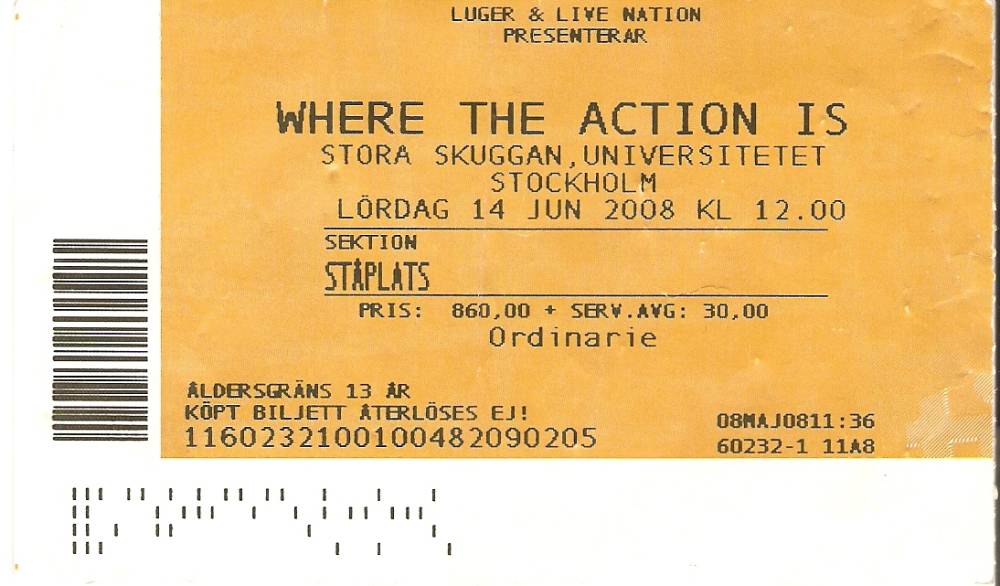 LUGER & LIVE NATION
PRESENTERAR
WHERE THE ACTION IS
STORA SKUGGAN,UNIVERSITETET
STOCKHOLM
LÖRDAG 14 JUN 2008 KL 12.00
SEKTION
STÅPLATS
PRIS: 860,00 + SERV.AVG: 30,00
Ordinarie
ÅLDERSGRÄNS 13 ÅR
KÖPT BILJETT ÅTERLÖSES EJ!
1160232100100482090205
08MAJ0811:36
60232-1 11A8